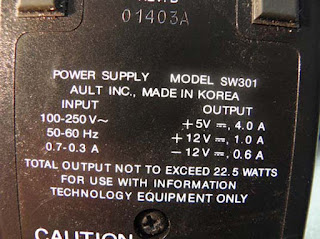 01403A
POWER SUPPLY MODEL SW301
AULT INC., MADE IN KOREA
INPUT OUTPUT
100-250 V~ +5V ⎓, 4.0 A
50-60 Hz +12V ⎓, 1.0 A
0.7-0.3 A −12V ⎓, 0.6 A
TOTAL OUTPUT NOT TO EXCEED 22.5 WATTS
FOR USE WITH INFORMATION
TECHNOLOGY EQUIPMENT ONLY
CAUTION